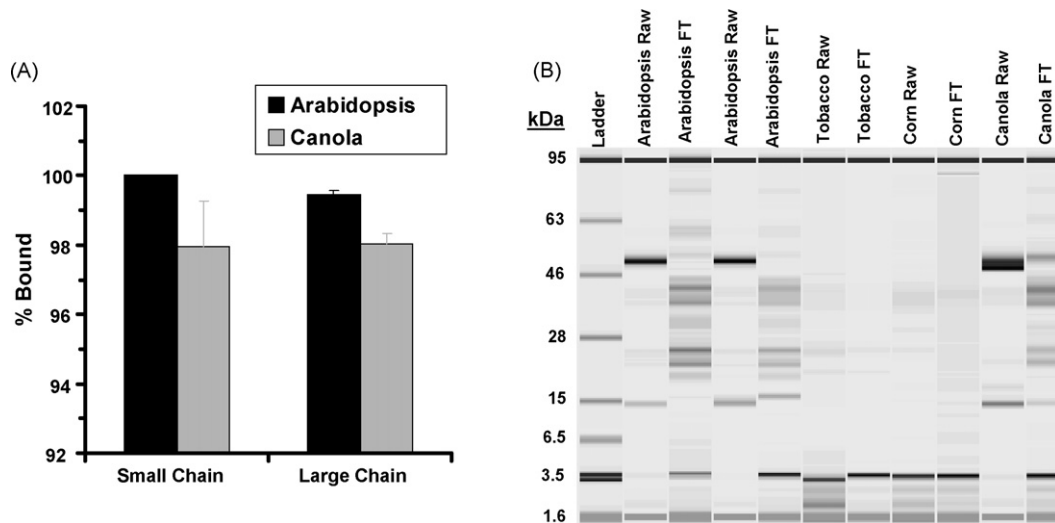 (A)
102
100
98
96
94
92
% Bound
Arabidopsis
Canola
Small Chain
Large Chain
(B)
kDa
Ladder
Arabidopsis Raw
Arabidopsis FT
Arabidopsis Raw
Arabidopsis FT
Tobacco Raw
Tobacco FT
Corn Raw
Corn FT
Canola Raw
Canola FT
95
63
46
28
15
6.5
3.5
1.6